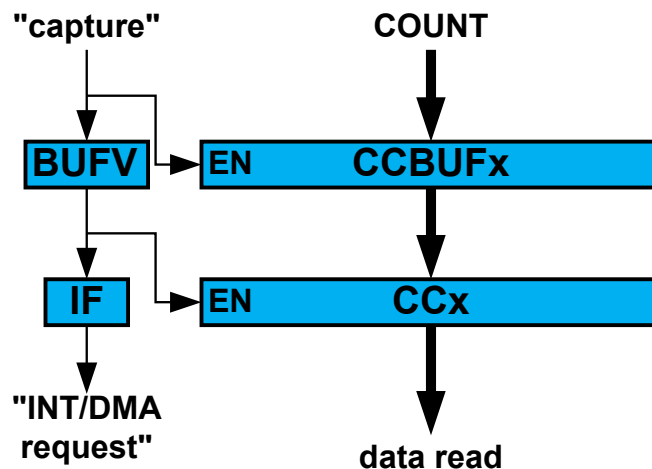 "capture"
COUNT
BUFV
EN
CCBUFx
IF
EN
CCx
"INT/DMA
request"
data read